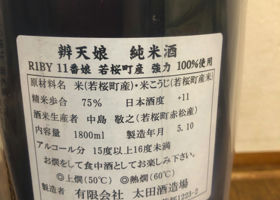 辨天娘 純米酒
R1BY 11番娘 若桜町産 強力 100%使用
原材料名 米(若桜町産)・米こうじ(若桜町産米)
精米歩合 75% 日本酒度 +11
酒米生産者 中島 敬之(若桜町赤松産)
内容量 1800ml 製造年月 5.10
アルコール分 15度以上16度未満
お燗をして食中酒としてお楽しみ下さい。
◎上燗(50℃) ◎熱燗(60℃)
製造者 有限会社 太田酒造場
1223-2